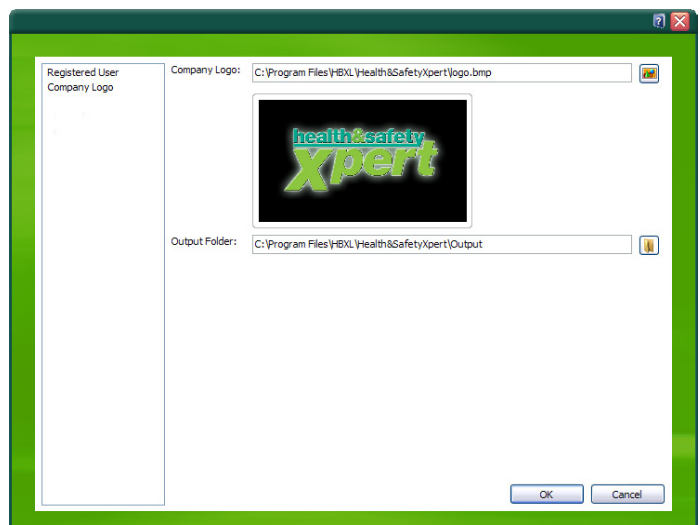 ?
Registered User
Company Logo
Company Logo:
C:\Program Files\HBXL\Health&SafetyXpert\logo.bmp
health&safety
xpert
Output Folder:
C:\Program Files\HBXL\Health&SafetyXpert\Output
OK
Cancel